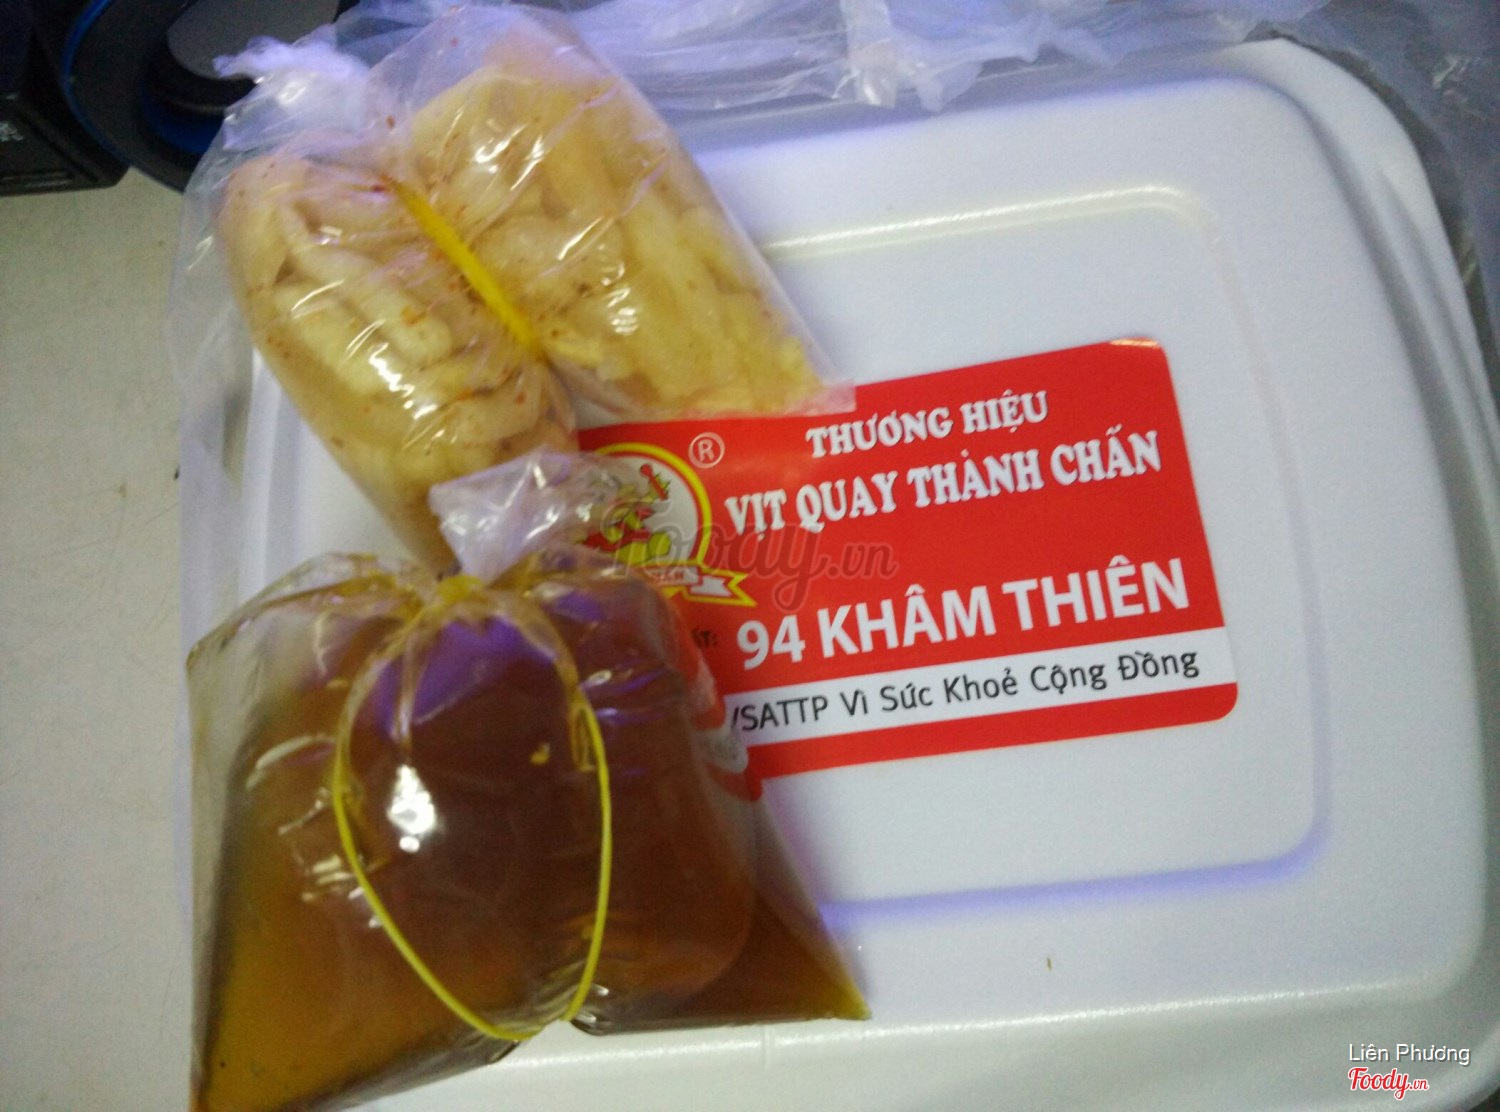 ®
THƯƠNG HIỆU
VỊT QUAY THÀNH CHẮN
94 KHÂM THIÊN
VSATTP Vì Sức Khoẻ Cộng Đồng
Foody.vn
Liên Phương
Foody.vn